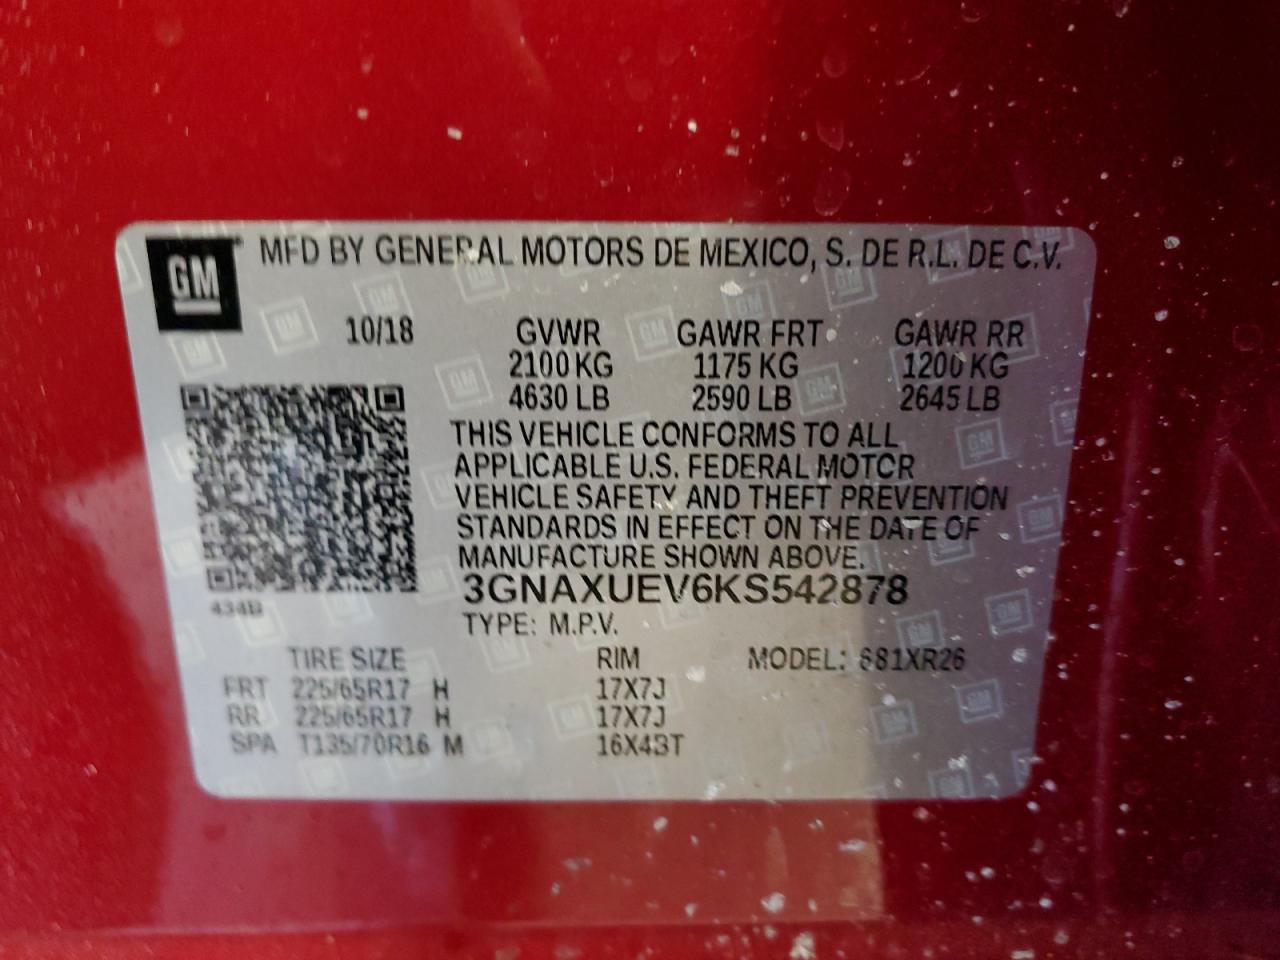 GM MFD BY GENERAL MOTORS DE MEXICO, S. DE R.L. DE C.V.
10/18 GVWR GAWR FRT GAWR RR
2100 KG 1175 KG 1200 KG
4630 LB 2590 LB 2645 LB
THIS VEHICLE CONFORMS TO ALL
APPLICABLE U.S. FEDERAL MOTOR
VEHICLE SAFETY AND THEFT PREVENTION
STANDARDS IN EFFECT ON THE DATE OF
MANUFACTURE SHOWN ABOVE.
3GNAXUEV6KS542878
434B
TYPE: M.P.V.
TIRE SIZE RIM MODEL: 681XR26
FRT 225/65R17 H 17X7J
RR 225/65R17 H 17X7J
SPA T135/70R16 M 16X4BT